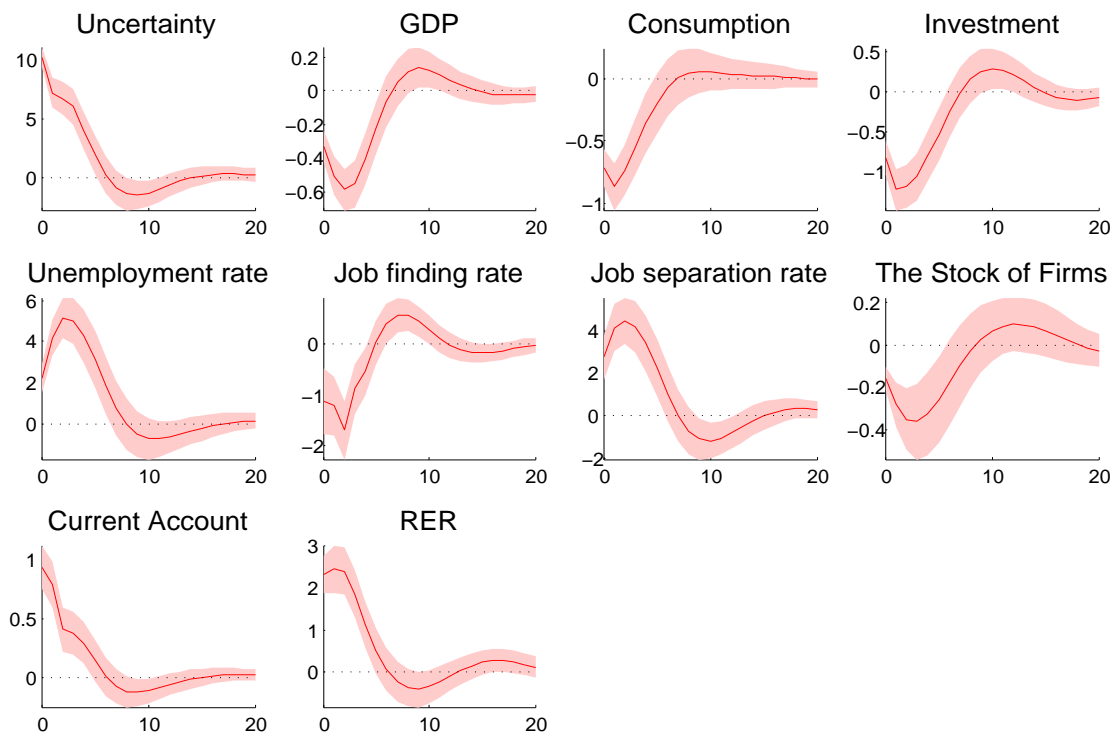 Uncertainty
GDP
Consumption
Investment
10
5
0
0 10 20
0.2
0
−0.2
−0.4
−0.6
0 10 20
0
−0.5
−1
0 10 20
0.5
0
−0.5
−1
0 10 20
Unemployment rate
Job finding rate
Job separation rate
The Stock of Firms
6
4
2
0
0 10 20
0
−1
−2
0 10 20
4
2
0
−2
0 10 20
0.2
0
−0.2
−0.4
0 10 20
Current Account
RER
1
0.5
0
0 10 20
3
2
1
0
0 10 20